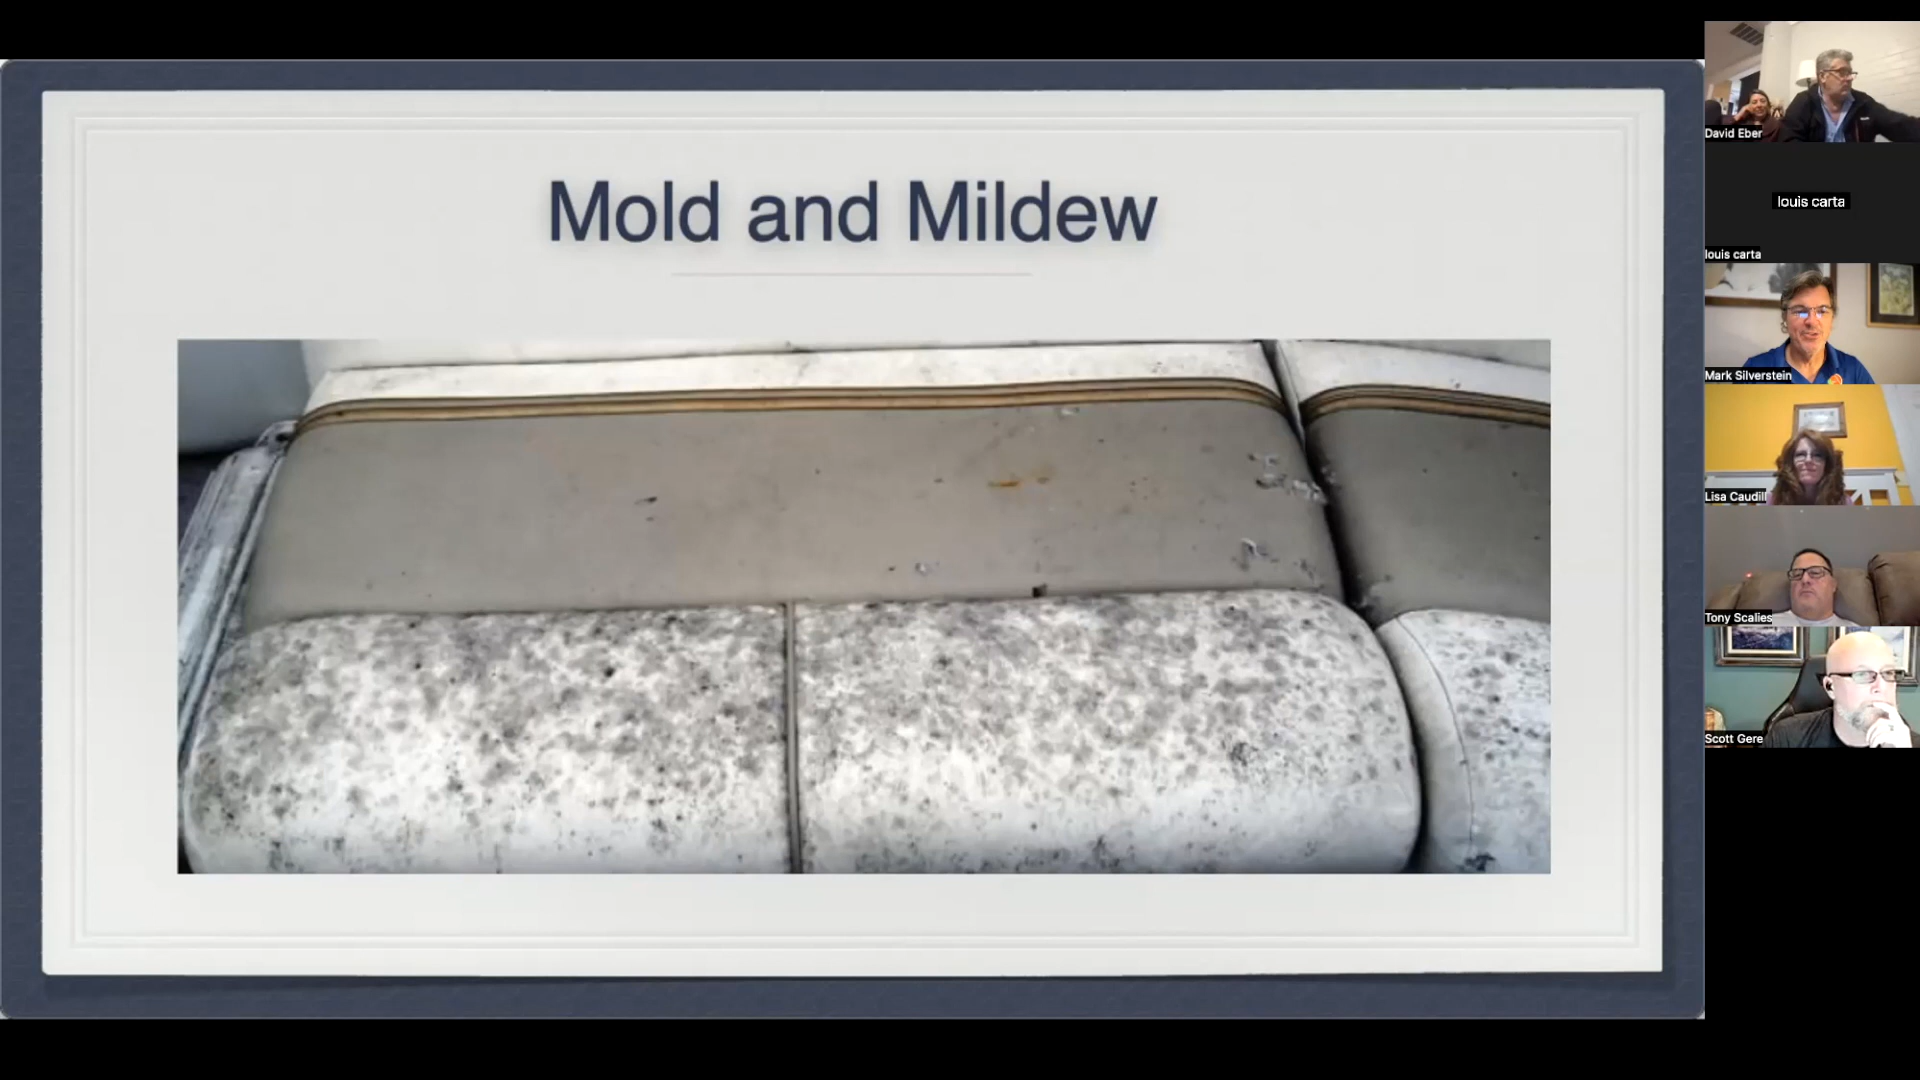 Mold and Mildew
David Eber
louis carta
louis carta
Mark Silverstein
Lisa Caudill
Tony Scalies
Scott Gere